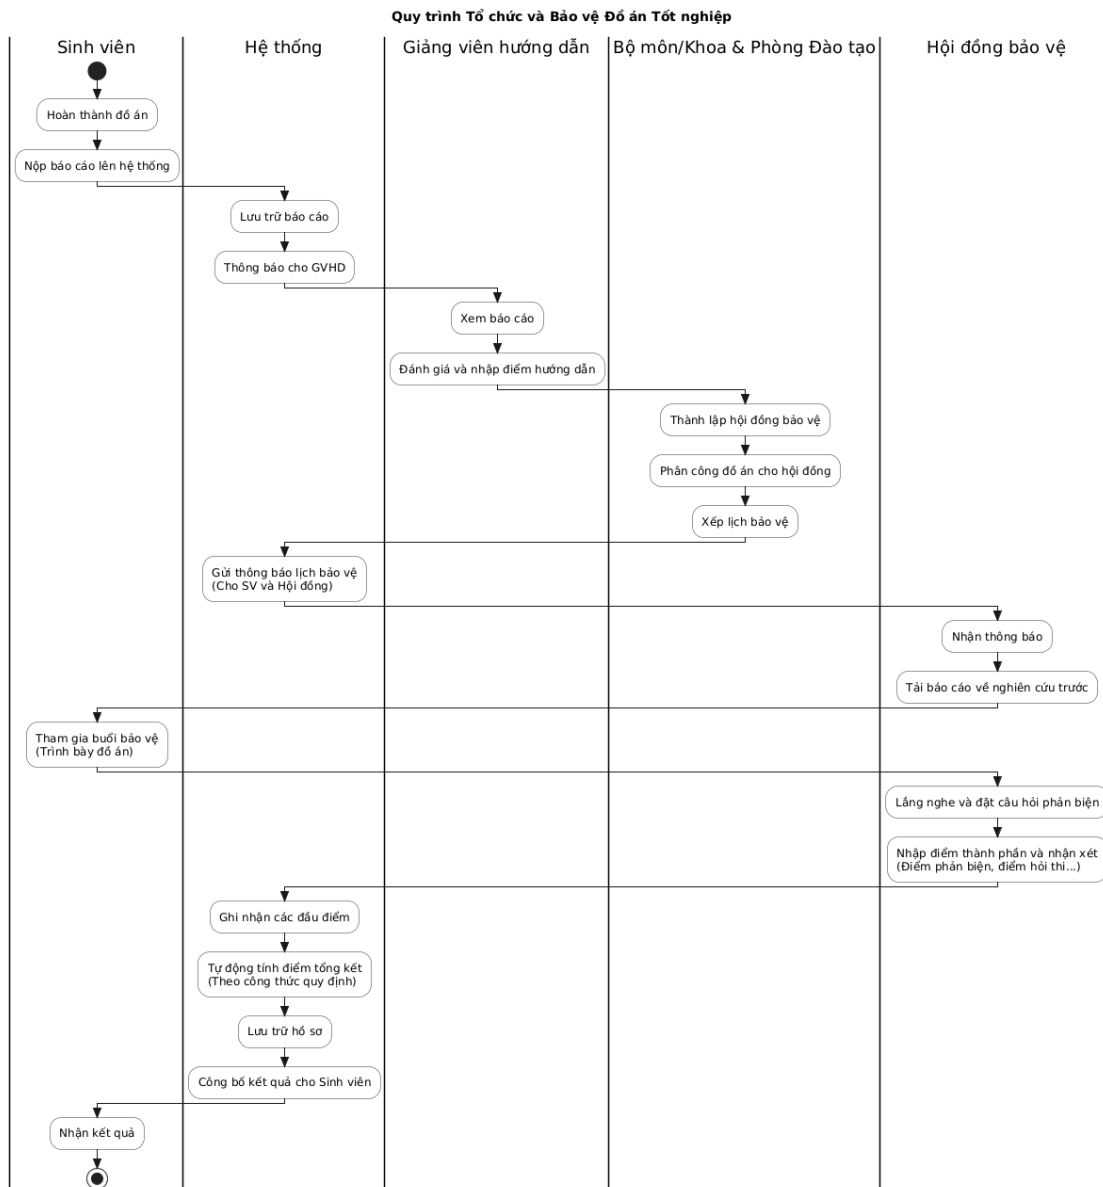 Quy trình Tổ chức và Bảo vệ Đồ án Tốt nghiệp
Sinh viên
Hệ thống
Giảng viên hướng dẫn
Bộ môn/Khoa & Phòng Đào tạo
Hội đồng bảo vệ
Hoàn thành đồ án
Nộp báo cáo lên hệ thống
Lưu trữ báo cáo
Thông báo cho GVHD
Xem báo cáo
Đánh giá và nhập điểm hướng dẫn
Thành lập hội đồng bảo vệ
Phân công đồ án cho hội đồng
Xếp lịch bảo vệ
Gửi thông báo lịch bảo vệ
(Cho SV và Hội đồng)
Nhận thông báo
Tải báo cáo về nghiên cứu trước
Tham gia buổi bảo vệ
(Trình bày đồ án)
Lắng nghe và đặt câu hỏi phản biện
Nhập điểm thành phần và nhận xét
(Điểm phản biện, điểm hỏi thi...)
Ghi nhận các đầu điểm
Tự động tính điểm tổng kết
(Theo công thức quy định)
Lưu trữ hồ sơ
Công bố kết quả cho Sinh viên
Nhận kết quả